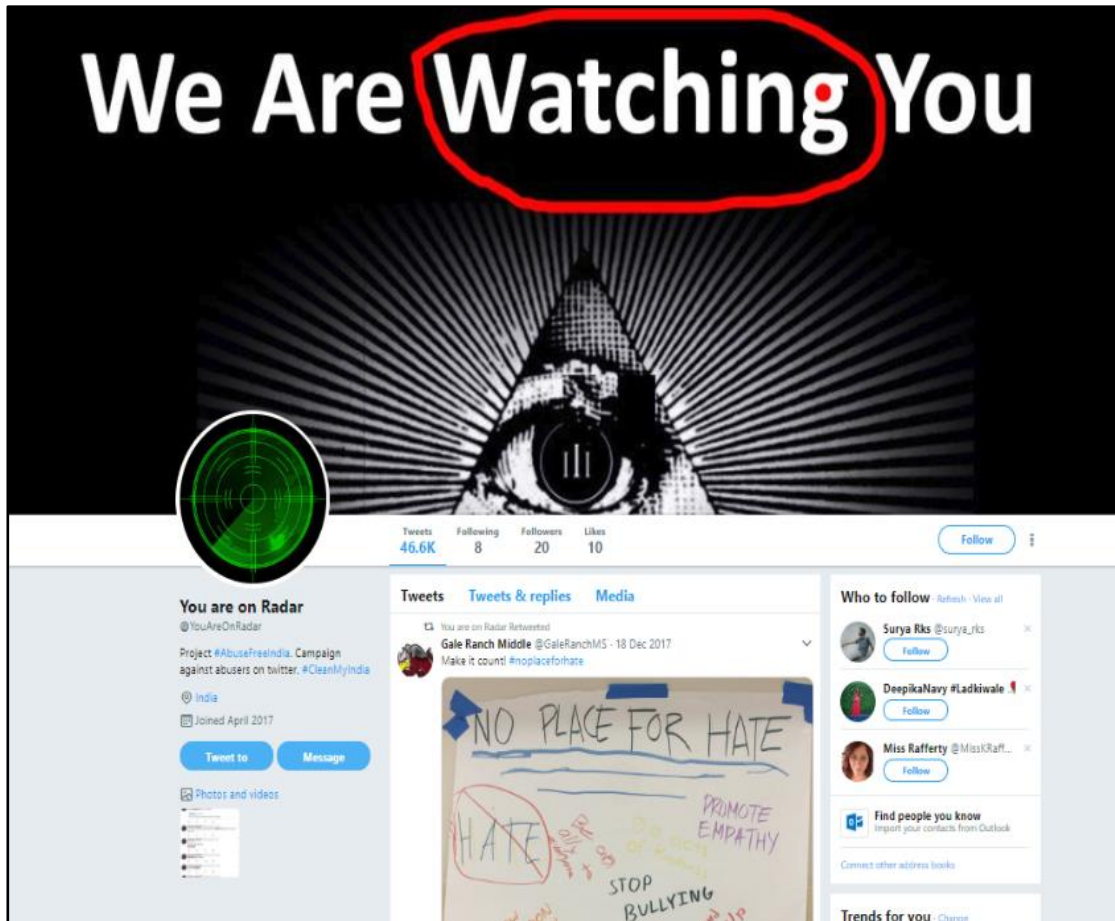 We Are Watching You
Tweets Following Followers Likes
46.6K 8 20 10
Follow
You are on Radar
@YouAreOnRadar
Project #AbuseFreeIndia. Campaign
against abusers on twitter. #CleanMyIndia
India
Joined April 2017
Tweet to Message
Photos and videos
Tweets Tweets & replies Media
You are on Radar Retweeted
Gale Ranch Middle @GaleRanchMS · 18 Dec 2017
Make it count! #noplaceforhate
NO PLACE FOR HATE
HATE
PROMOTE
EMPATHY
STOP
BULLYING
Who to follow · Refresh · View all
Surya Rks @surya_rks
Follow
DeepikaNavy #Ladkiwale
Follow
Miss Rafferty @MissKRaff...
Follow
Find people you know
Import your contacts from Outlook
Connect other address books
Trends for you · Change